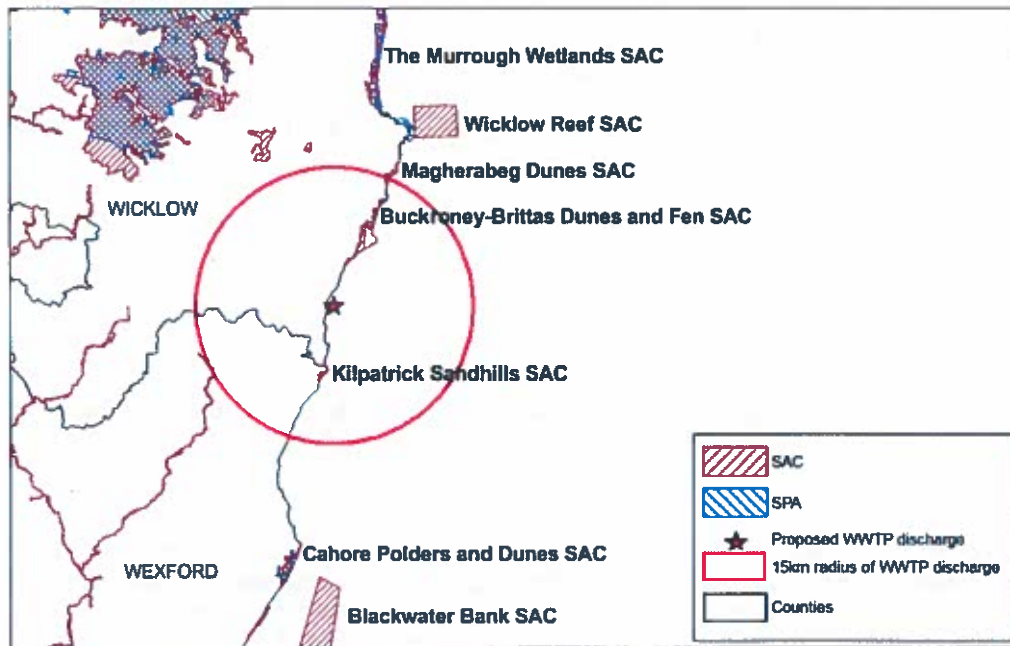 The Murrough Wetlands SAC
Wicklow Reef SAC
Magherabeg Dunes SAC
WICKLOW
Buckroney-Brittas Dunes and Fen SAC
Kilpatrick Sandhills SAC
SAC
SPA
Proposed WWTP discharge
15km radius of WWTP discharge
Counties
Cahore Polders and Dunes SAC
WEXFORD
Blackwater Bank SAC